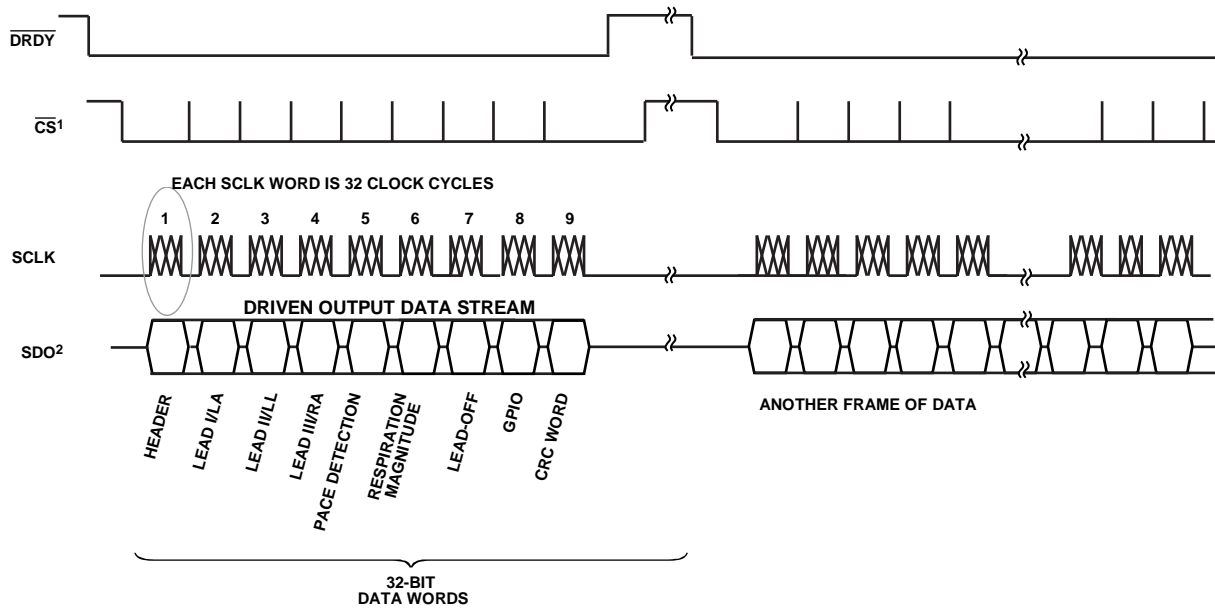 DRDY
CS1
EACH SCLK WORD IS 32 CLOCK CYCLES
1 2 3 4 5 6 7 8 9
SCLK
DRIVEN OUTPUT DATA STREAM
SDO2
HEADER
LEAD I/LA
LEAD II/LL
LEAD III/RA
PACE DETECTION
RESPIRATION
MAGNITUDE
LEAD-OFF
GPIO
CRC WORD
ANOTHER FRAME OF DATA
32-BIT
DATA WORDS